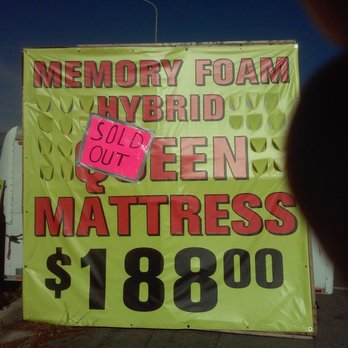 MEMORY FOAM
HYBRID
SOLD
OUT
QUEEN
MATTRESS
$18800